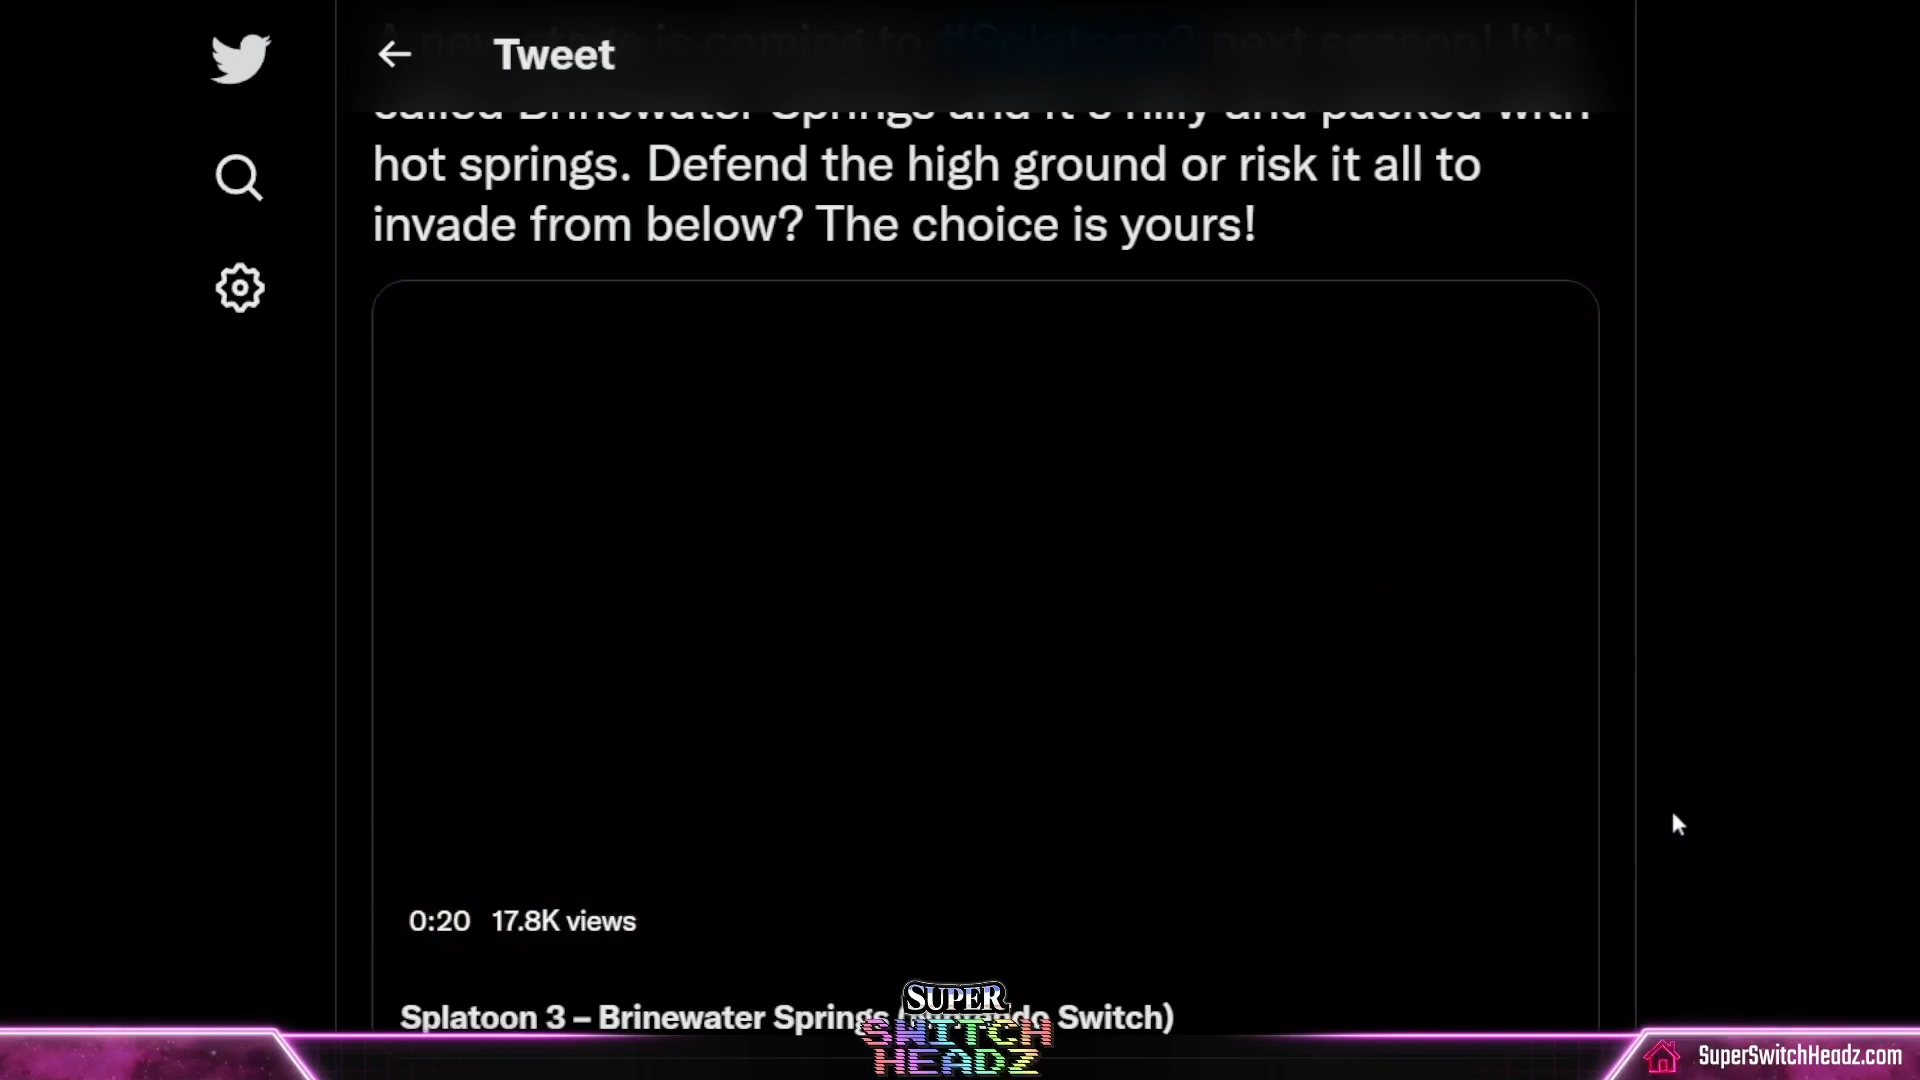 A new stage is coming to #Splatoon3 next season! It's
Tweet
called Brinewater Springs and it's hilly and packed with
hot springs. Defend the high ground or risk it all to
invade from below? The choice is yours!
0:20 17.8K views
Splatoon 3 – Brinewater Springs (Nintendo Switch)
SUPER
SWITCH
HEADZ
SuperSwitchHeadz.com